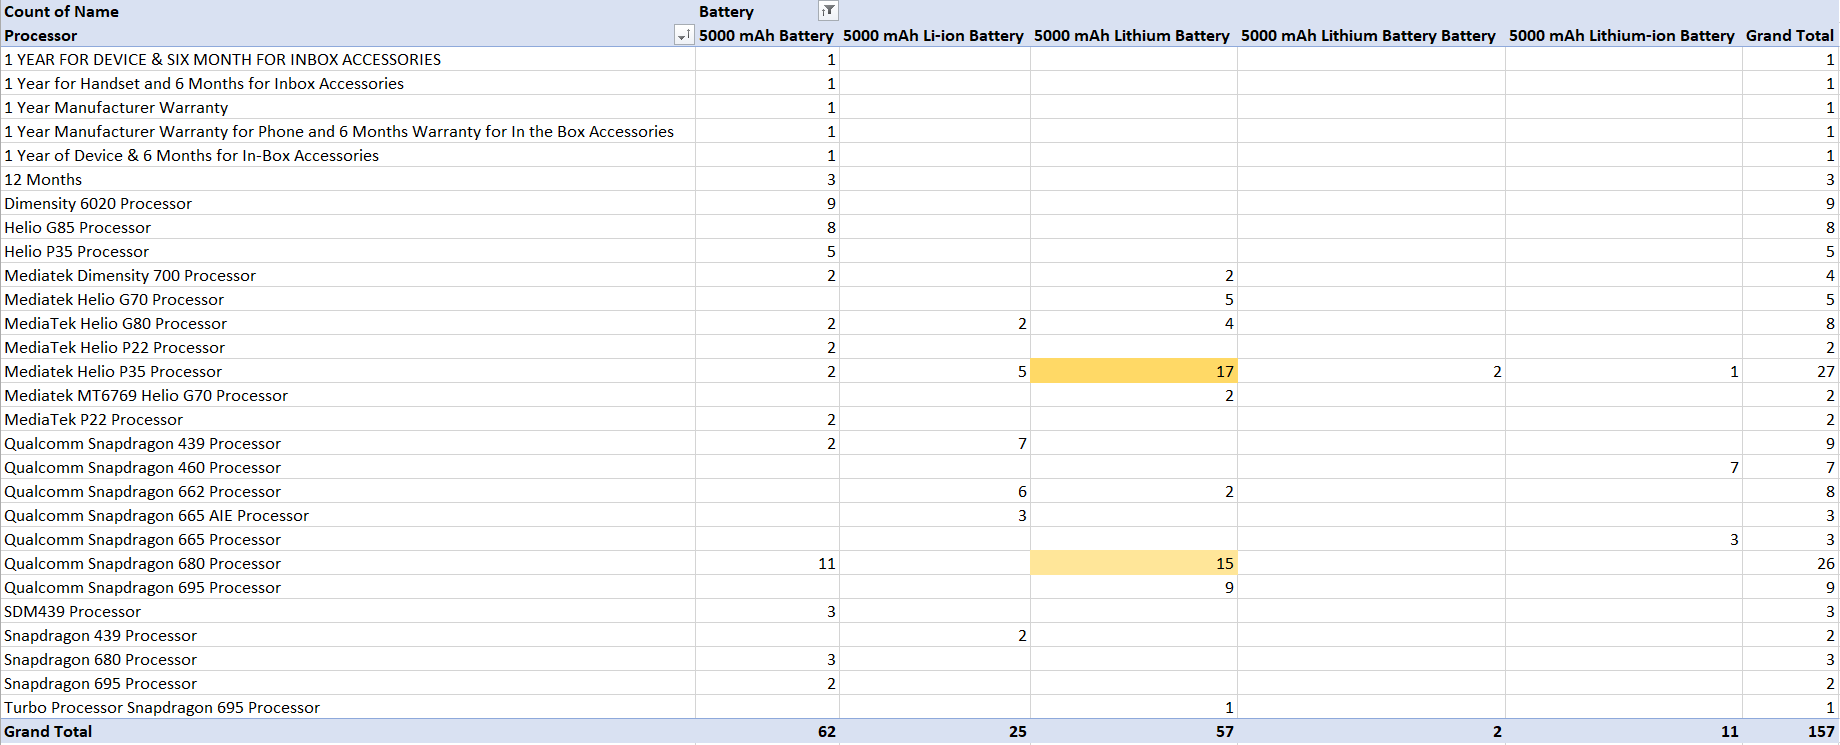 Count of Name Battery
Processor 5000 mAh Battery 5000 mAh Li-ion Battery 5000 mAh Lithium Battery 5000 mAh Lithium Battery Battery 5000 mAh Lithium-ion Battery Grand Total
1 YEAR FOR DEVICE & SIX MONTH FOR INBOX ACCESSORIES 1 1
1 Year for Handset and 6 Months for Inbox Accessories 1 1
1 Year Manufacturer Warranty 1 1
1 Year Manufacturer Warranty for Phone and 6 Months Warranty for In the Box Accessories 1 1
1 Year of Device & 6 Months for In-Box Accessories 1 1
12 Months 3 3
Dimensity 6020 Processor 9 9
Helio G85 Processor 8 8
Helio P35 Processor 5 5
Mediatek Dimensity 700 Processor 2 2 4
Mediatek Helio G70 Processor 5 5
MediaTek Helio G80 Processor 2 2 4 8
MediaTek Helio P22 Processor 2 2
Mediatek Helio P35 Processor 2 5 17 2 1 27
Mediatek MT6769 Helio G70 Processor 2 2
MediaTek P22 Processor 2 2
Qualcomm Snapdragon 439 Processor 2 7 9
Qualcomm Snapdragon 460 Processor 7 7
Qualcomm Snapdragon 662 Processor 6 2 8
Qualcomm Snapdragon 665 AIE Processor 3 3
Qualcomm Snapdragon 665 Processor 3 3
Qualcomm Snapdragon 680 Processor 11 15 26
Qualcomm Snapdragon 695 Processor 9 9
SDM439 Processor 3 3
Snapdragon 439 Processor 2 2
Snapdragon 680 Processor 3 3
Snapdragon 695 Processor 2 2
Turbo Processor Snapdragon 695 Processor 1 1
Grand Total 62 25 57 2 11 157